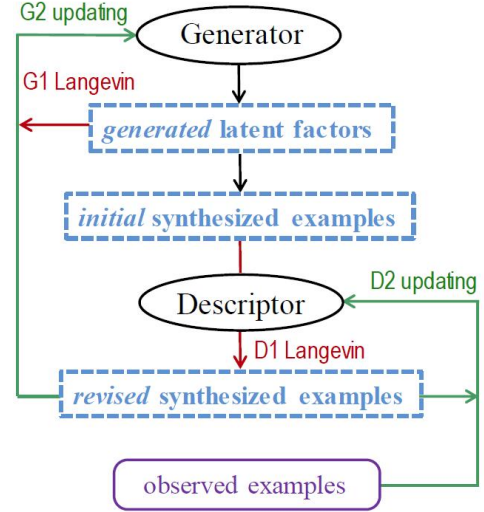 G2 updating
Generator
G1 Langevin
generated latent factors
initial synthesized examples
D2 updating
Descriptor
D1 Langevin
revised synthesized examples
observed examples